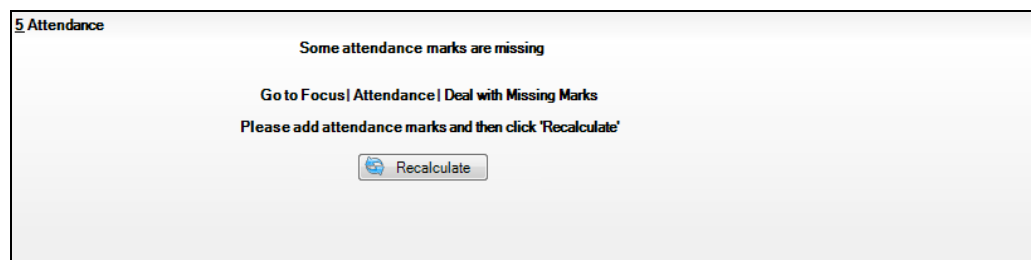 5 Attendance
Some attendance marks are missing
Go to Focus| Attendance| Deal with Missing Marks
Please add attendance marks and then click 'Recalculate'
Recalculate